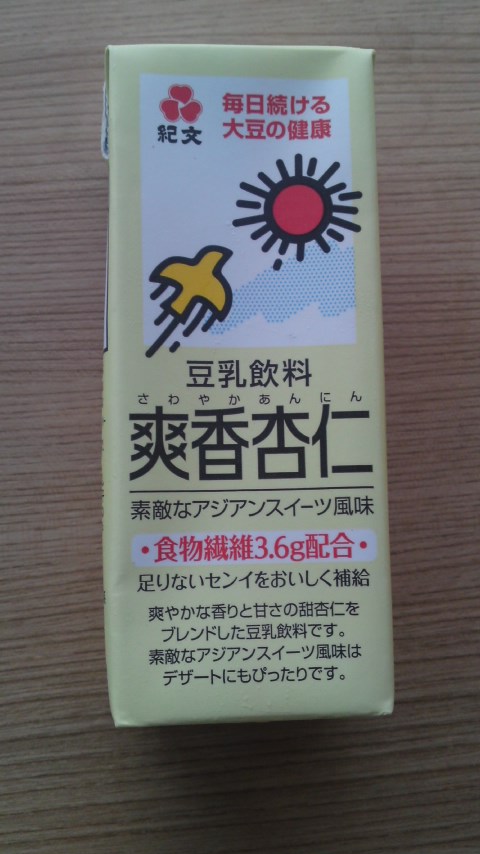 紀文
毎日続ける
大豆の健康
豆乳飲料
さわやかあんにん
爽香杏仁
素敵なアジアンスイーツ風味
・食物繊維3.6g配合・
足りないセンイをおいしく補給
爽やかな香りと甘さの甜杏仁を
ブレンドした豆乳飲料です。
素敵なアジアンスイーツ風味は
デザートにもぴったりです。